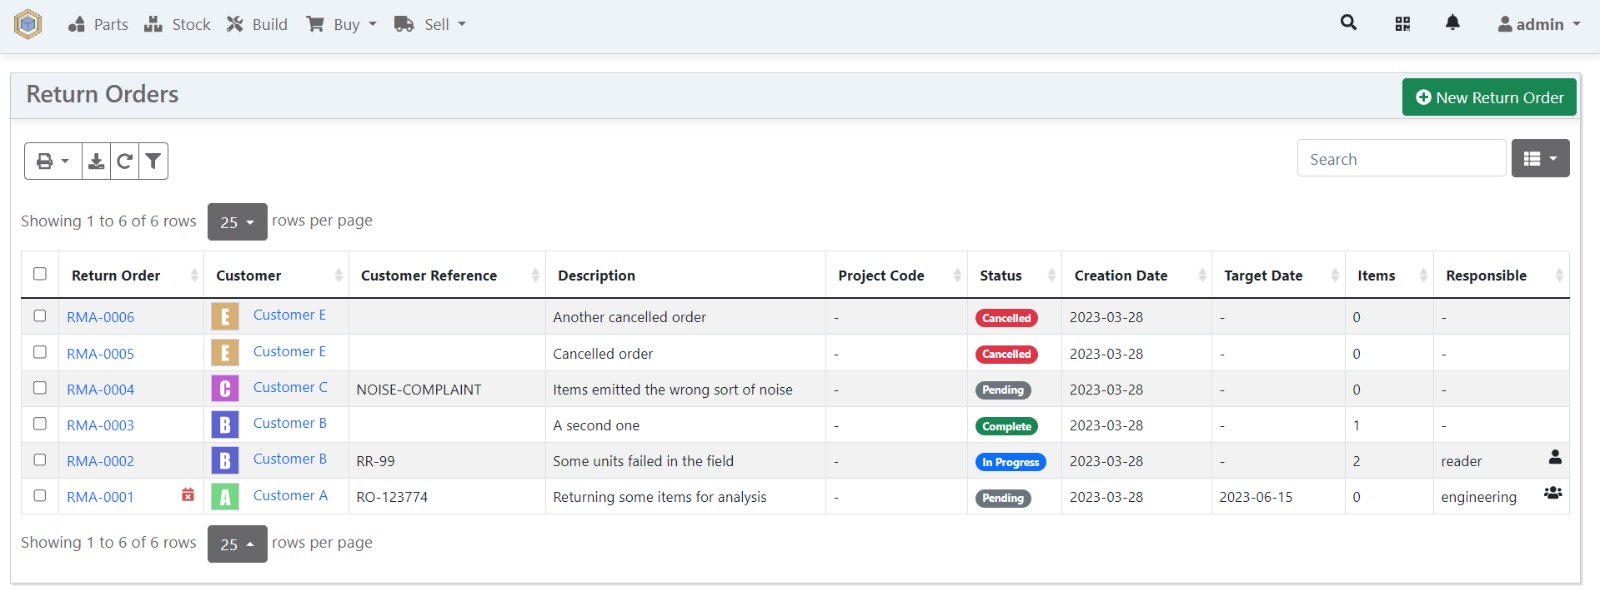 Parts Stock Build Buy Sell admin
Return Orders New Return Order
Search
Showing 1 to 6 of 6 rows 25 rows per page
Return Order Customer Customer Reference Description Project Code Status Creation Date Target Date Items Responsible
RMA-0006 E Customer E Another cancelled order - Cancelled 2023-03-28 - 0 -
RMA-0005 E Customer E Cancelled order - Cancelled 2023-03-28 - 0 -
RMA-0004 C Customer C NOISE-COMPLAINT Items emitted the wrong sort of noise - Pending 2023-03-28 - 0 -
RMA-0003 B Customer B A second one - Complete 2023-03-28 - 1 -
RMA-0002 B Customer B RR-99 Some units failed in the field - In Progress 2023-03-28 - 2 reader
RMA-0001 A Customer A RO-123774 Returning some items for analysis - Pending 2023-03-28 2023-06-15 0 engineering
Showing 1 to 6 of 6 rows 25 rows per page